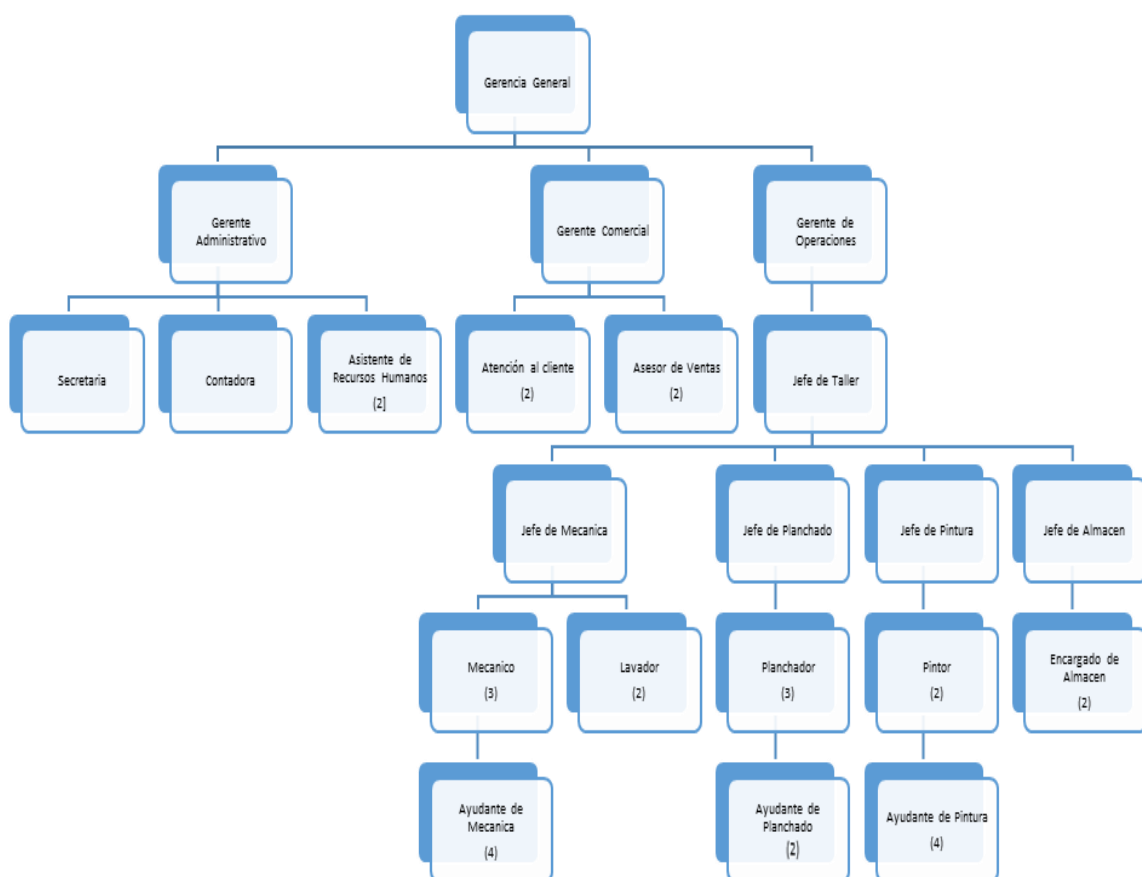 Gerencia General
Gerente
Administrativo
Gerente Comercial
Gerente de
Operaciones
Secretaria
Contadora
Asistente de
Recursos Humanos
(2]
Atención al cliente
(2)
Asesor de Ventas
(2)
Jefe de Taller
Jefe de Mecanica
Jefe de Planchado
Jefe de Pintura
Jefe de Almacen
Mecanico
(3)
Lavador
(2)
Planchador
(3)
Pintor
(2)
Encargado de
Almacen
(2)
Ayudante de
Mecanica
(4)
Ayudante de
Planchado
(2)
Ayudante de Pintura
(4)